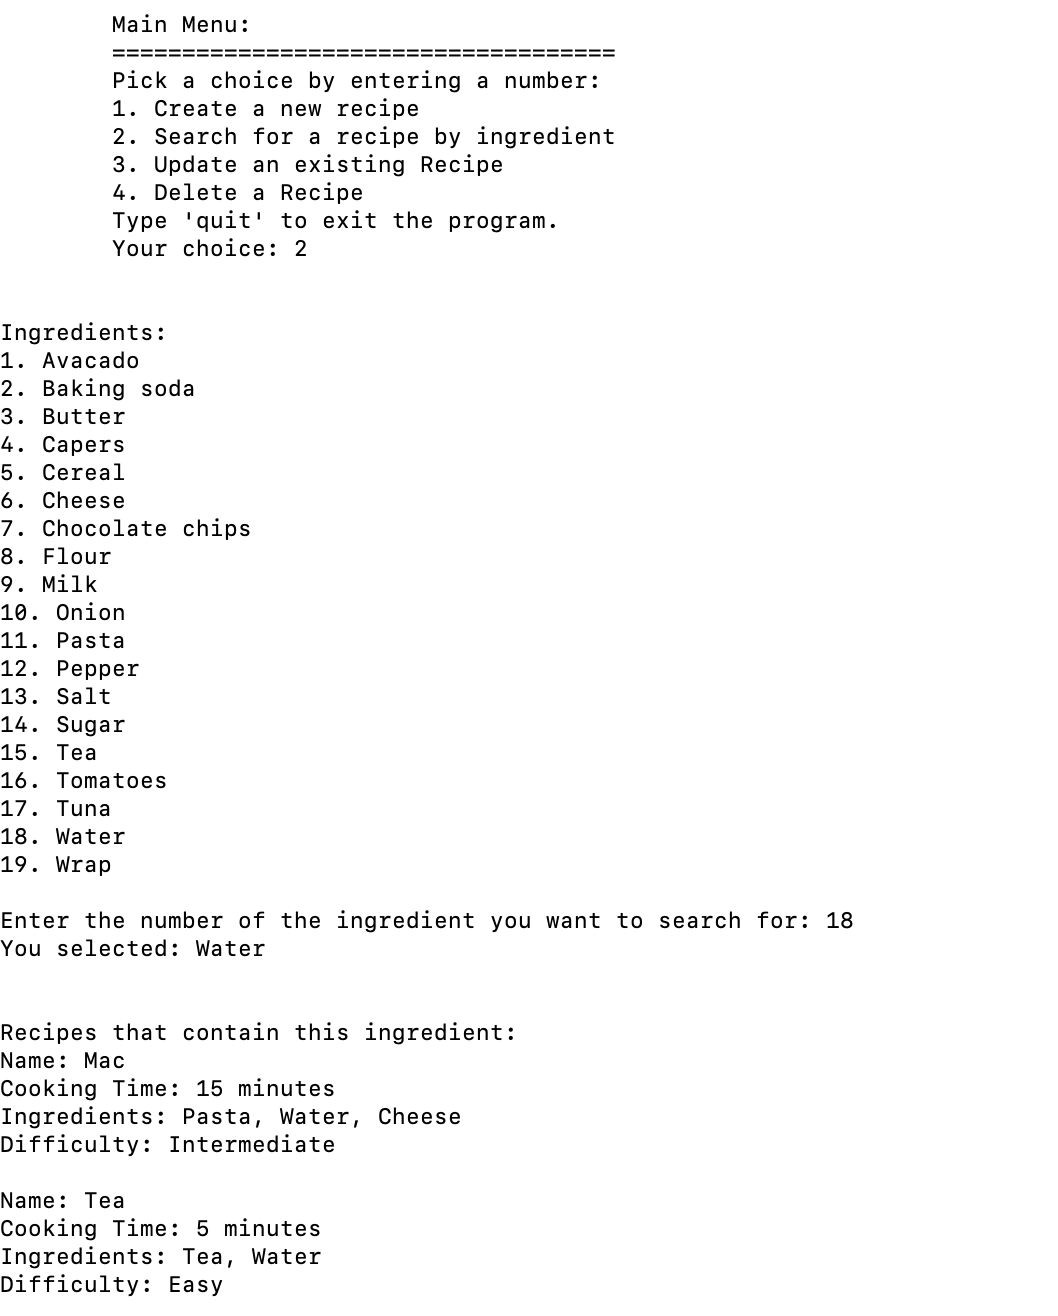 Main Menu:
====================================
Pick a choice by entering a number:
1. Create a new recipe
2. Search for a recipe by ingredient
3. Update an existing Recipe
4. Delete a Recipe
Type 'quit' to exit the program.
Your choice: 2
Ingredients:
1. Avacado
2. Baking soda
3. Butter
4. Capers
5. Cereal
6. Cheese
7. Chocolate chips
8. Flour
9. Milk
10. Onion
11. Pasta
12. Pepper
13. Salt
14. Sugar
15. Tea
16. Tomatoes
17. Tuna
18. Water
19. Wrap
Enter the number of the ingredient you want to search for: 18
You selected: Water
Recipes that contain this ingredient:
Name: Mac
Cooking Time: 15 minutes
Ingredients: Pasta, Water, Cheese
Difficulty: Intermediate
Name: Tea
Cooking Time: 5 minutes
Ingredients: Tea, Water
Difficulty: Easy